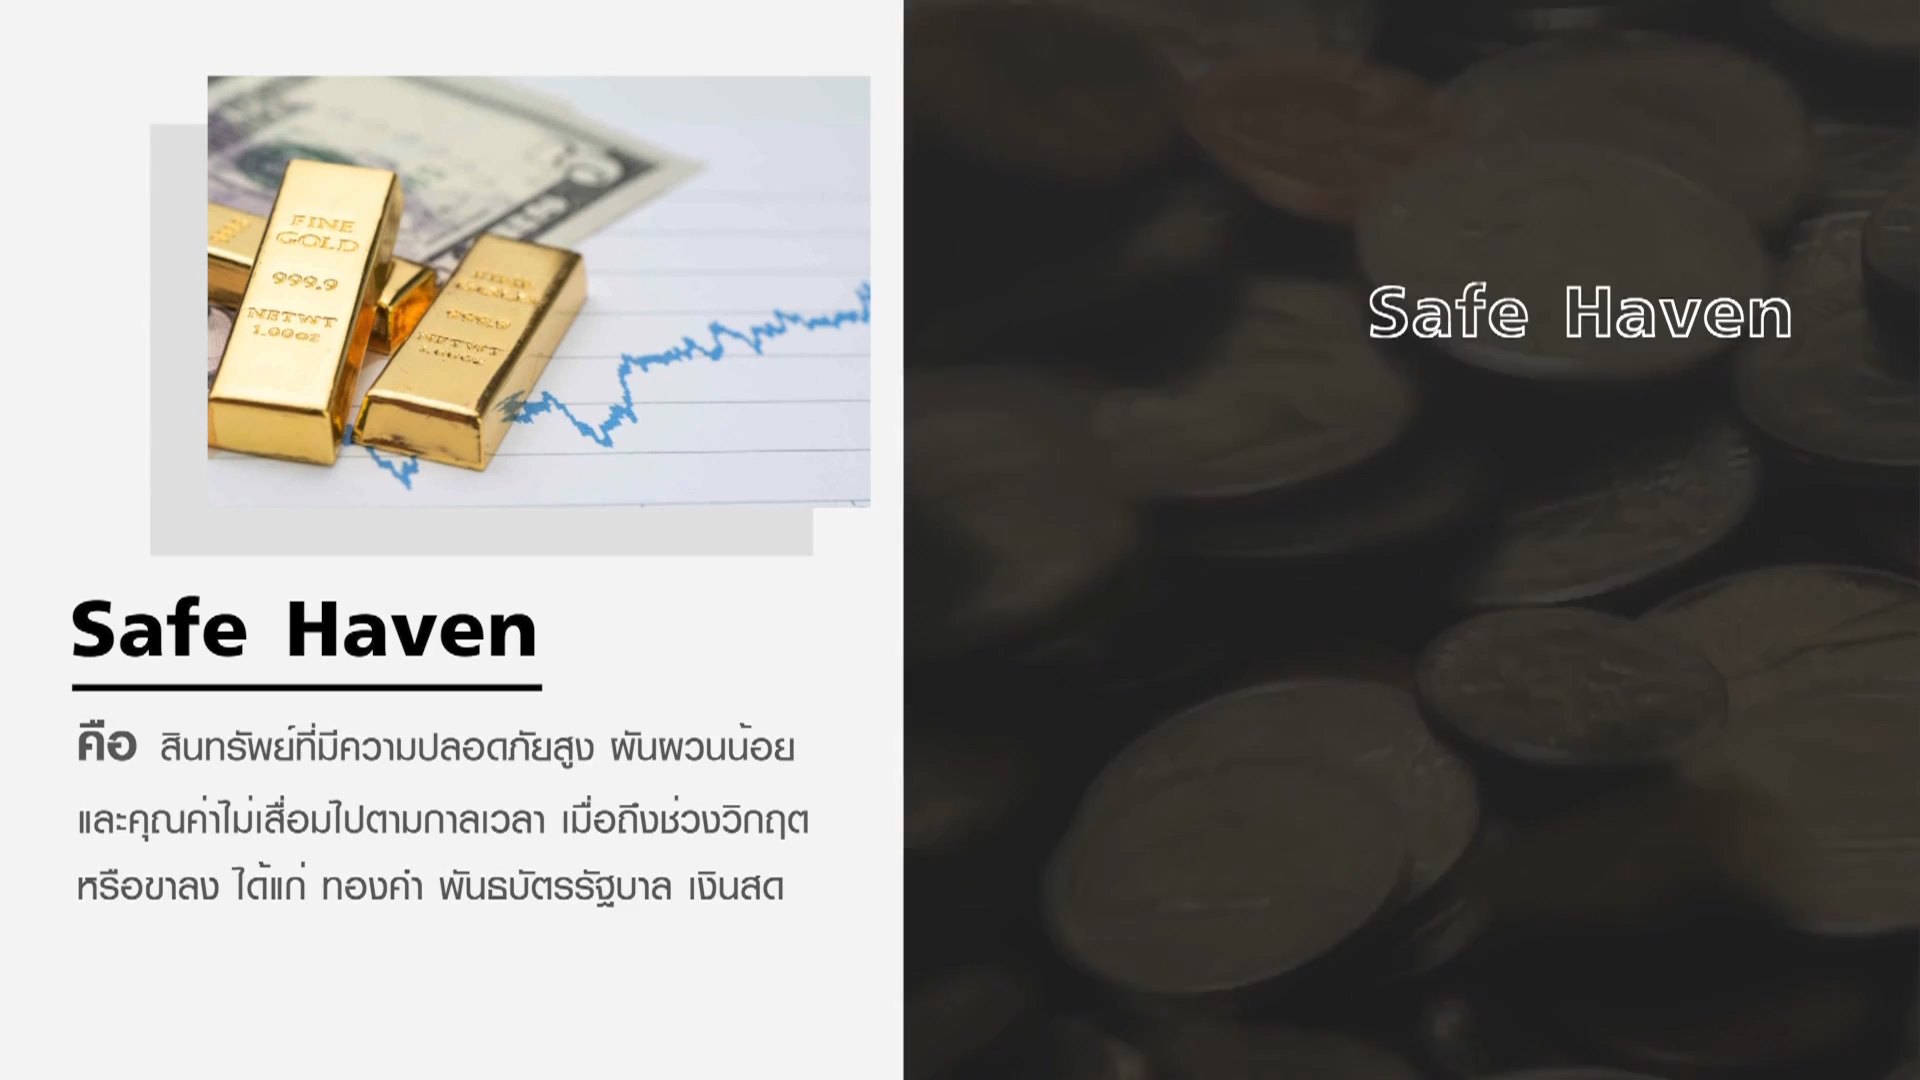 FINE
GOLD
999.9
NETWT
1.00oz
Safe Haven
คือ สินทรัพย์ที่มีความปลอดภัยสูง ผันผวนน้อย
และคุณค่าไม่เสื่อมไปตามกาลเวลา เมื่อถึงช่วงวิกฤต
หรือขาลง ได้แก่ ทองคำ พันธบัตรรัฐบาล เงินสด
Safe Haven